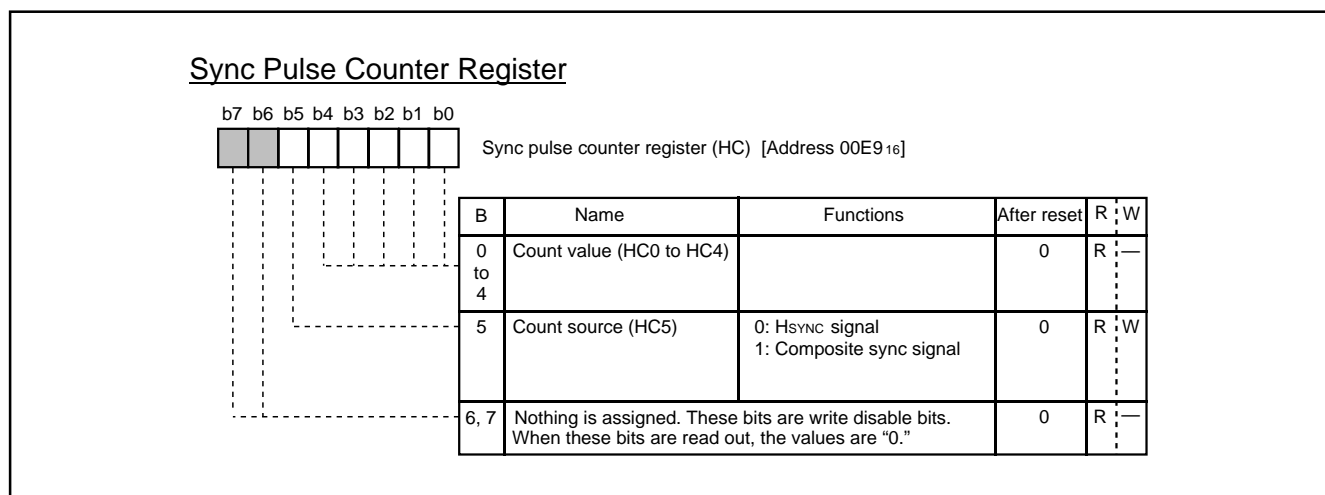 Sync Pulse Counter Register
b7 b6 b5 b4 b3 b2 b1 b0
Sync pulse counter register (HC) [Address 00E916]
B Name Functions After reset R W
0 to 4 Count value (HC0 to HC4) 0 R —
5 Count source (HC5) 0: HSYNC signal 0 R W
1: Composite sync signal
6, 7 Nothing is assigned. These bits are write disable bits. 0 R —
When these bits are read out, the values are “0.”